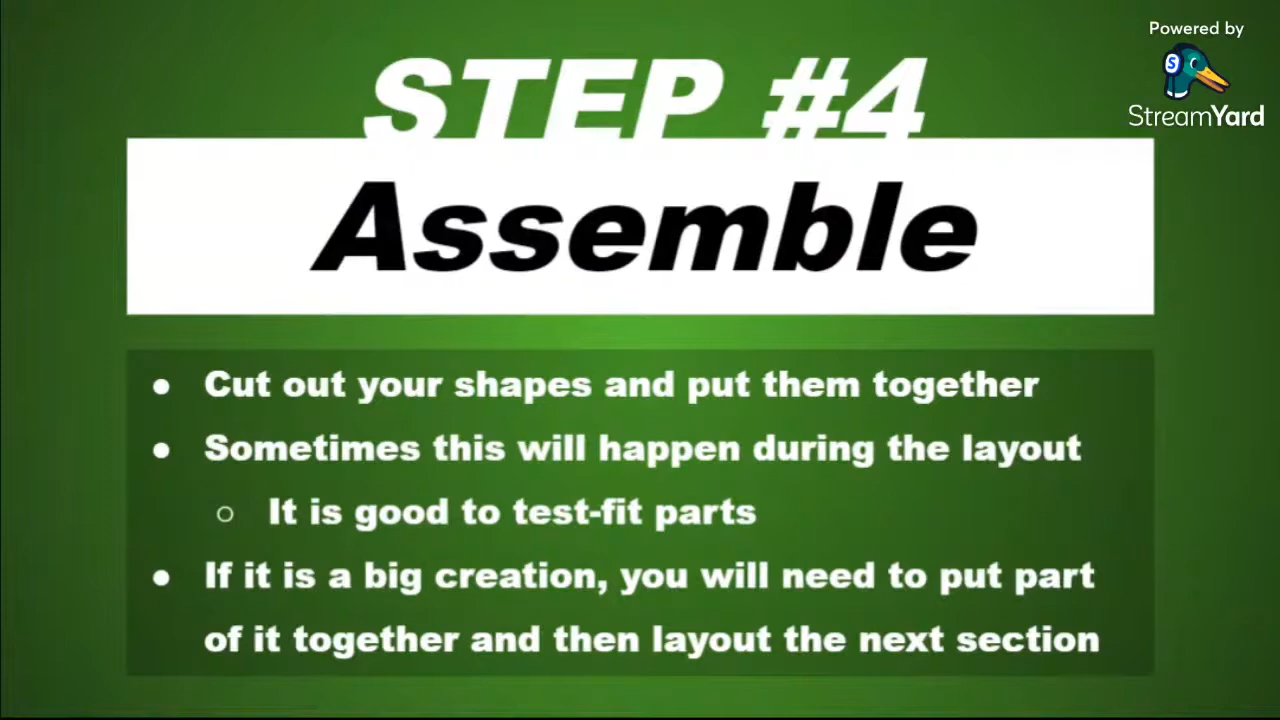 Powered by
StreamYard
STEP #4
Assemble
● Cut out your shapes and put them together
● Sometimes this will happen during the layout
○ It is good to test-fit parts
● If it is a big creation, you will need to put part
of it together and then layout the next section